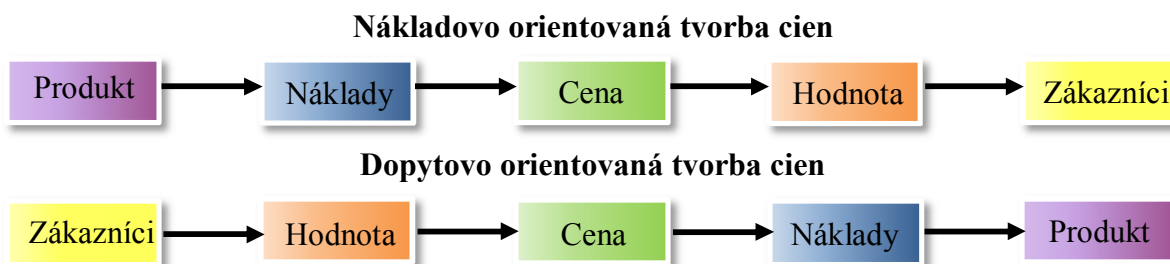 Nákladovo orientovaná tvorba cien
Produkt Náklady Cena Hodnota Zákazníci
Dopytovo orientovaná tvorba cien
Zákazníci Hodnota Cena Náklady Produkt